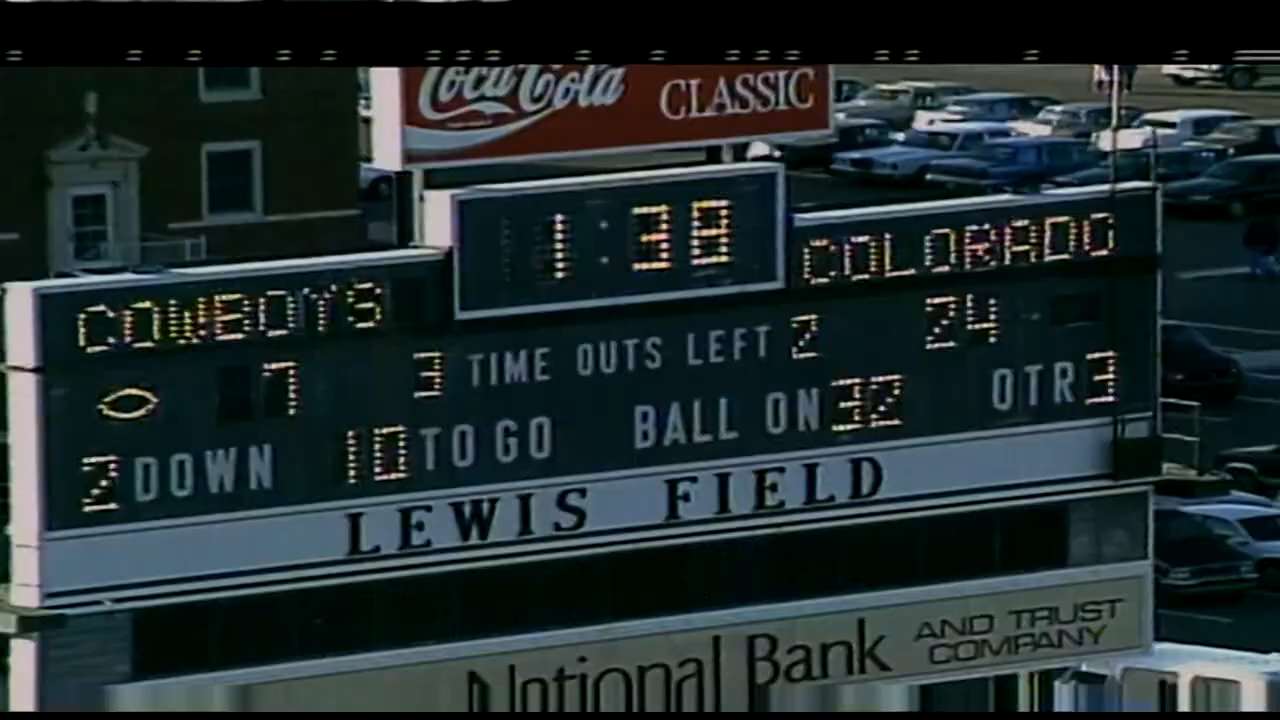 Coca-Cola CLASSIC
1:38
COWBOYS COLORADO
7 3 TIME OUTS LEFT 2 24
2 DOWN 10 TO GO BALL ON 32 QTR 3
LEWIS FIELD
National Bank AND TRUST
COMPANY